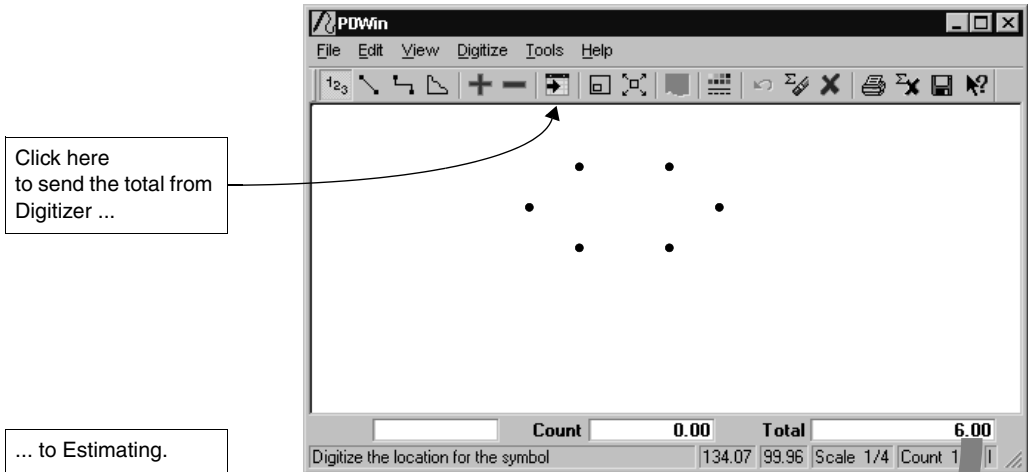 PDWin
File Edit View Digitize Tools Help
123
Click here
to send the total from
Digitizer ...
Count 0.00 Total 6.00
... to Estimating.
Digitize the location for the symbol 134.07 99.96 Scale 1/4 Count 1